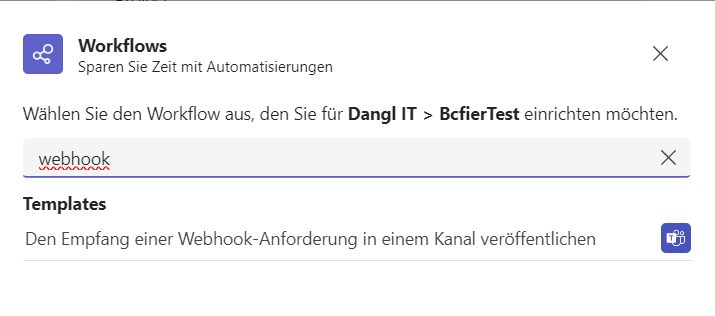 Workflows
Sparen Sie Zeit mit Automatisierungen
Wählen Sie den Workflow aus, den Sie für Dangl IT > BcfierTest einrichten möchten.
webhook
Templates
Den Empfang einer Webhook-Anforderung in einem Kanal veröffentlichen